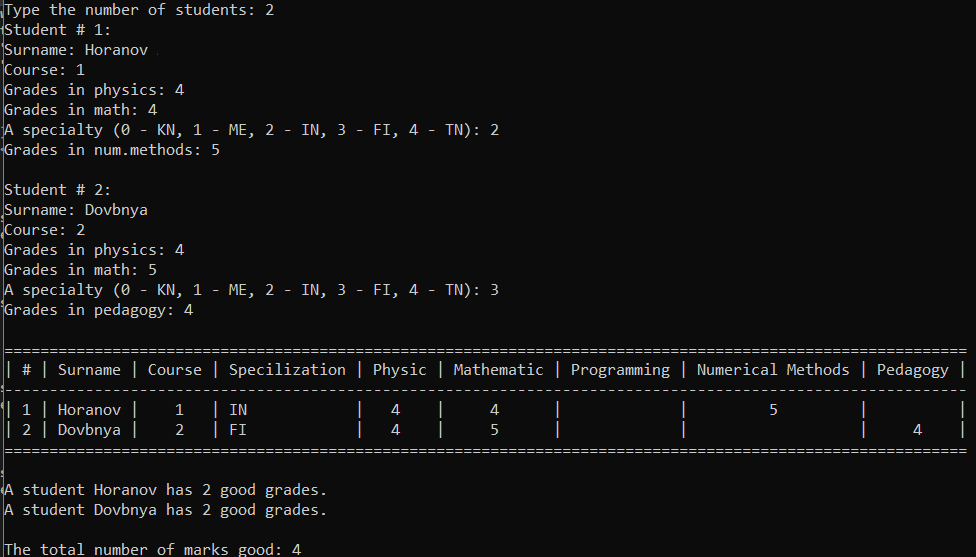 Type the number of students: 2
Student # 1:
Surname: Horanov
Course: 1
Grades in physics: 4
Grades in math: 4
A specialty (0 - KN, 1 - ME, 2 - IN, 3 - FI, 4 - TN): 2
Grades in num.methods: 5
Student # 2:
Surname: Dovbnya
Course: 2
Grades in physics: 4
Grades in math: 5
A specialty (0 - KN, 1 - ME, 2 - IN, 3 - FI, 4 - TN): 3
Grades in pedagogy: 4
===========================================================================================================
| # | Surname | Course | Specilization | Physic | Mathematic | Programming | Numerical Methods | Pedagogy |
-----------------------------------------------------------------------------------------------------------
| 1 | Horanov |    1   | IN            |   4    |     4      |             |         5         |          |
| 2 | Dovbnya |    2   | FI            |   4    |     5      |             |                   |    4     |
===========================================================================================================
A student Horanov has 2 good grades.
A student Dovbnya has 2 good grades.
The total number of marks good: 4